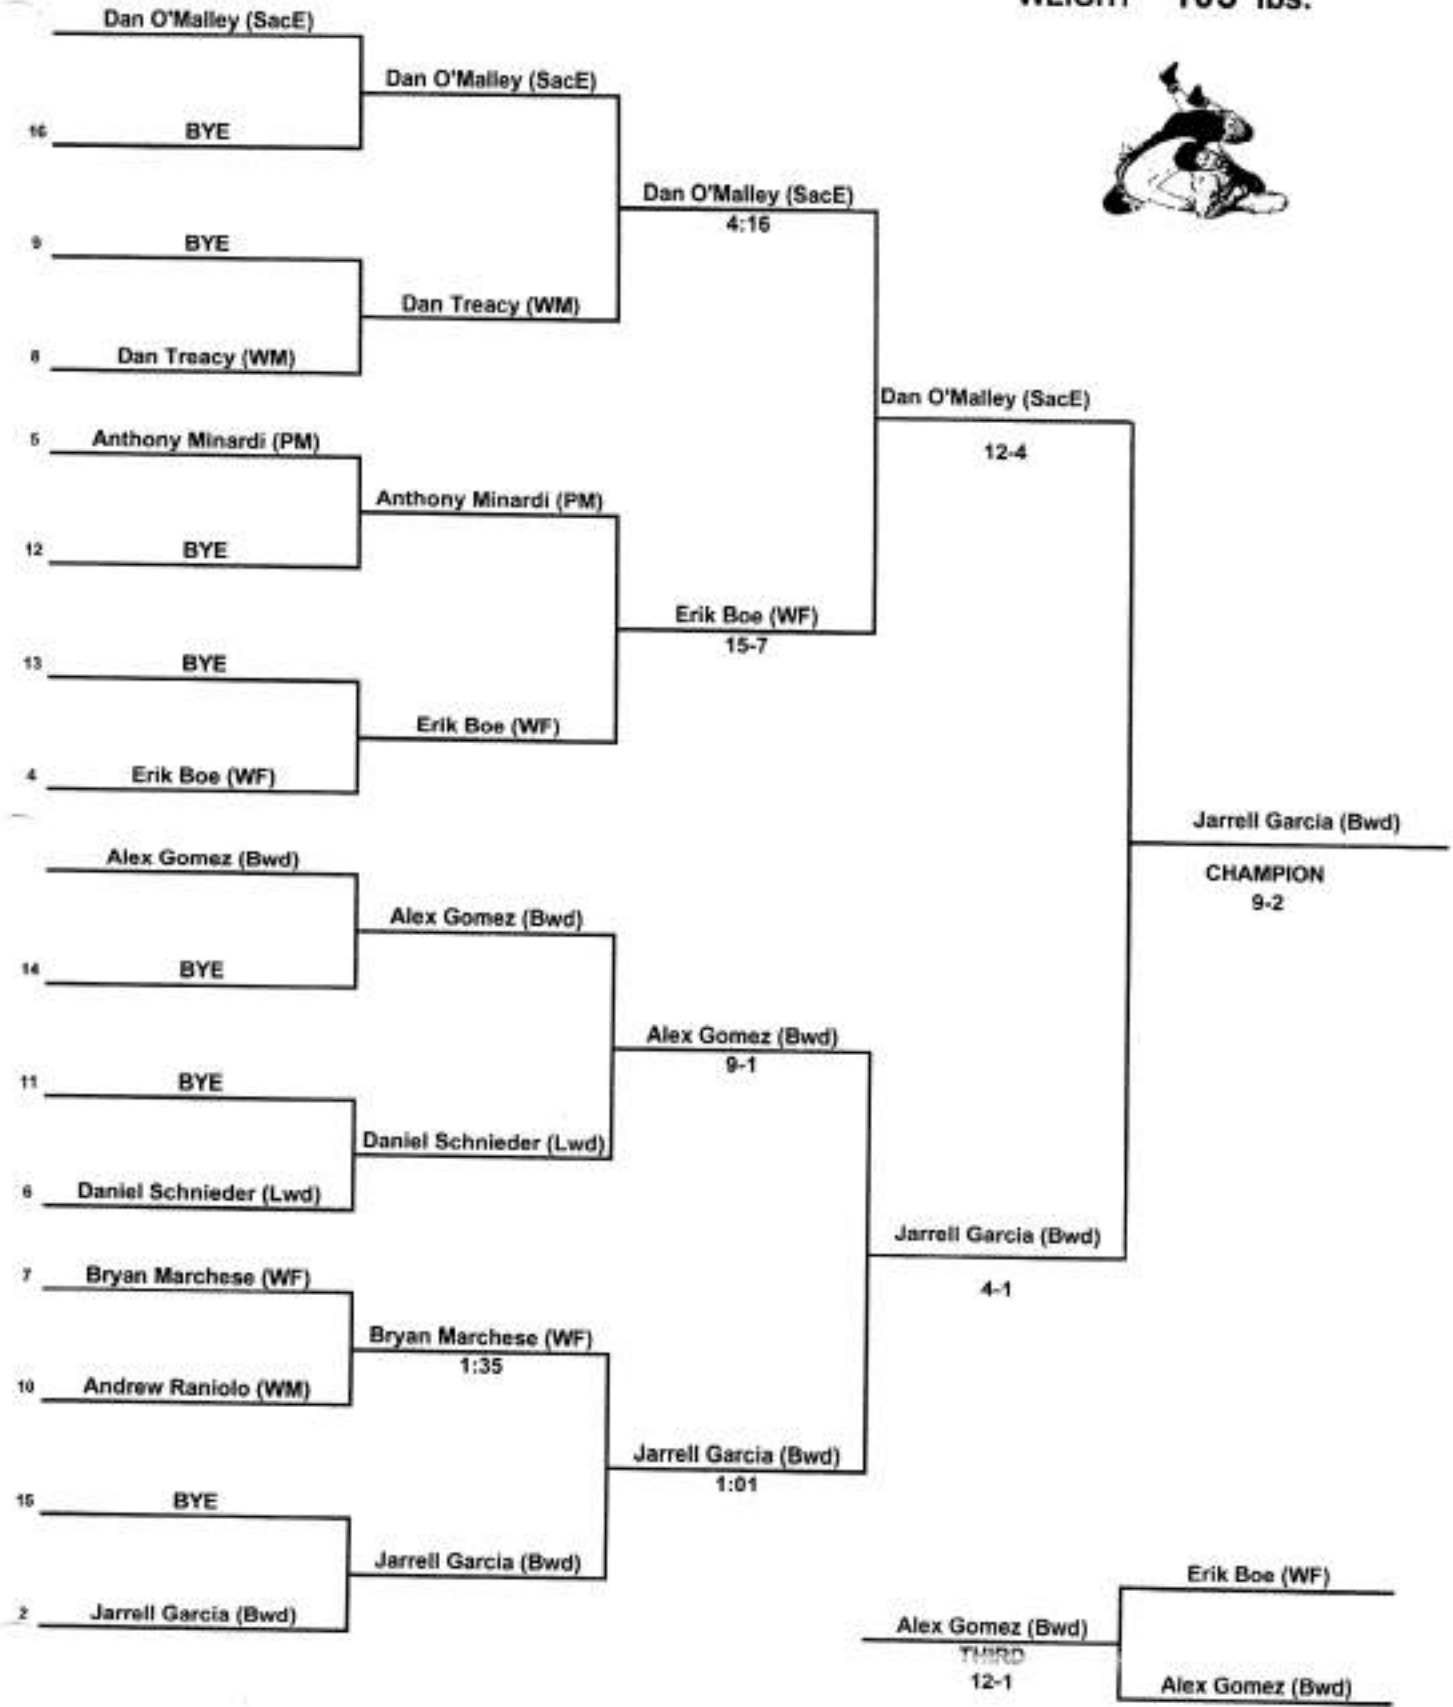 WEIGHT 103 lbs.
Dan O'Malley (SacE)
Dan O'Malley (SacE)
16 BYE
Dan O'Malley (SacE)
4:16
9 BYE
Dan Treacy (WM)
8 Dan Treacy (WM)
Dan O'Malley (SacE)
12-4
5 Anthony Minardi (PM)
Anthony Minardi (PM)
12 BYE
Erik Boe (WF)
15-7
13 BYE
Erik Boe (WF)
4 Erik Boe (WF)
Jarrell Garcia (Bwd)
CHAMPION
9-2
Alex Gomez (Bwd)
Alex Gomez (Bwd)
14 BYE
Alex Gomez (Bwd)
9-1
11 BYE
Daniel Schnieder (Lwd)
6 Daniel Schnieder (Lwd)
Jarrell Garcia (Bwd)
4-1
7 Bryan Marchese (WF)
Bryan Marchese (WF)
1:35
10 Andrew Raniolo (WM)
Jarrell Garcia (Bwd)
1:01
15 BYE
Jarrell Garcia (Bwd)
2 Jarrell Garcia (Bwd)
Erik Boe (WF)
Alex Gomez (Bwd)
THIRD
12-1
Alex Gomez (Bwd)